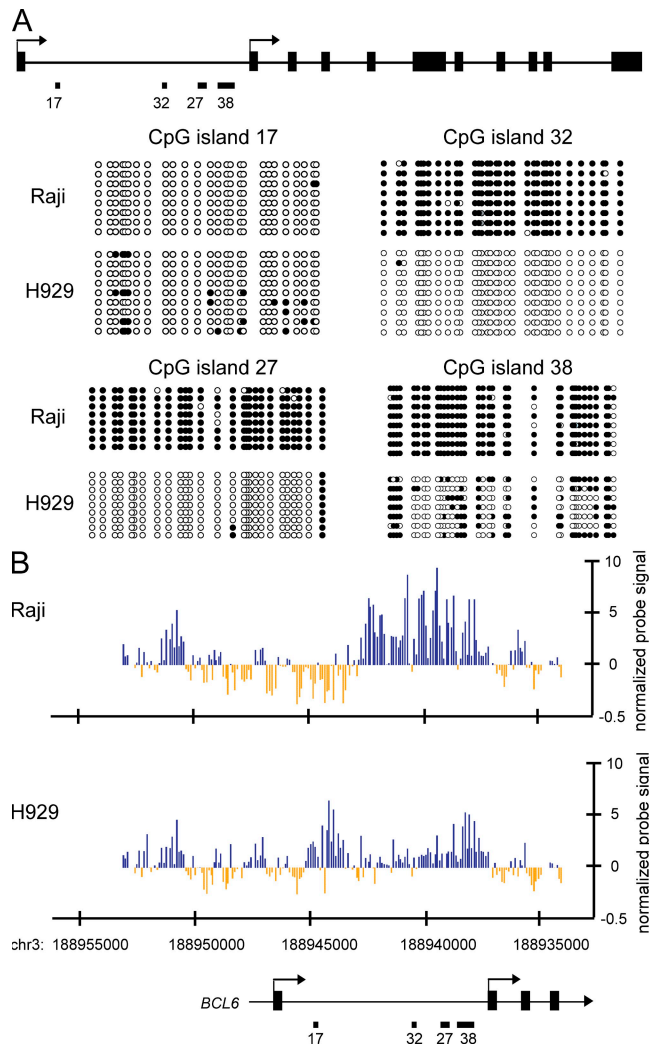 A
17 32 27 38
CpG island 17 CpG island 32
Raji
H929
CpG island 27 CpG island 38
Raji
H929
B
Raji
10
5
0
-0.5
normalized probe signal
H929
10
5
0
-0.5
normalized probe signal
chr3: 188955000 188950000 188945000 188940000 188935000
BCL6
17 32 27 38